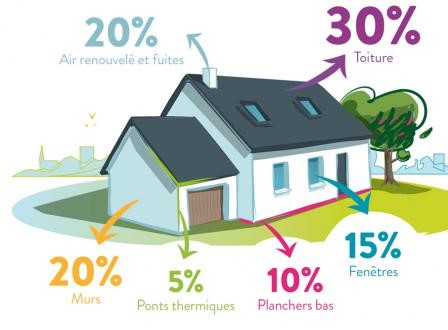 20%
Air renouvelé et fuites
30%
Toiture
20%
Murs
5%
Ponts thermiques
10%
Planchers bas
15%
Fenêtres